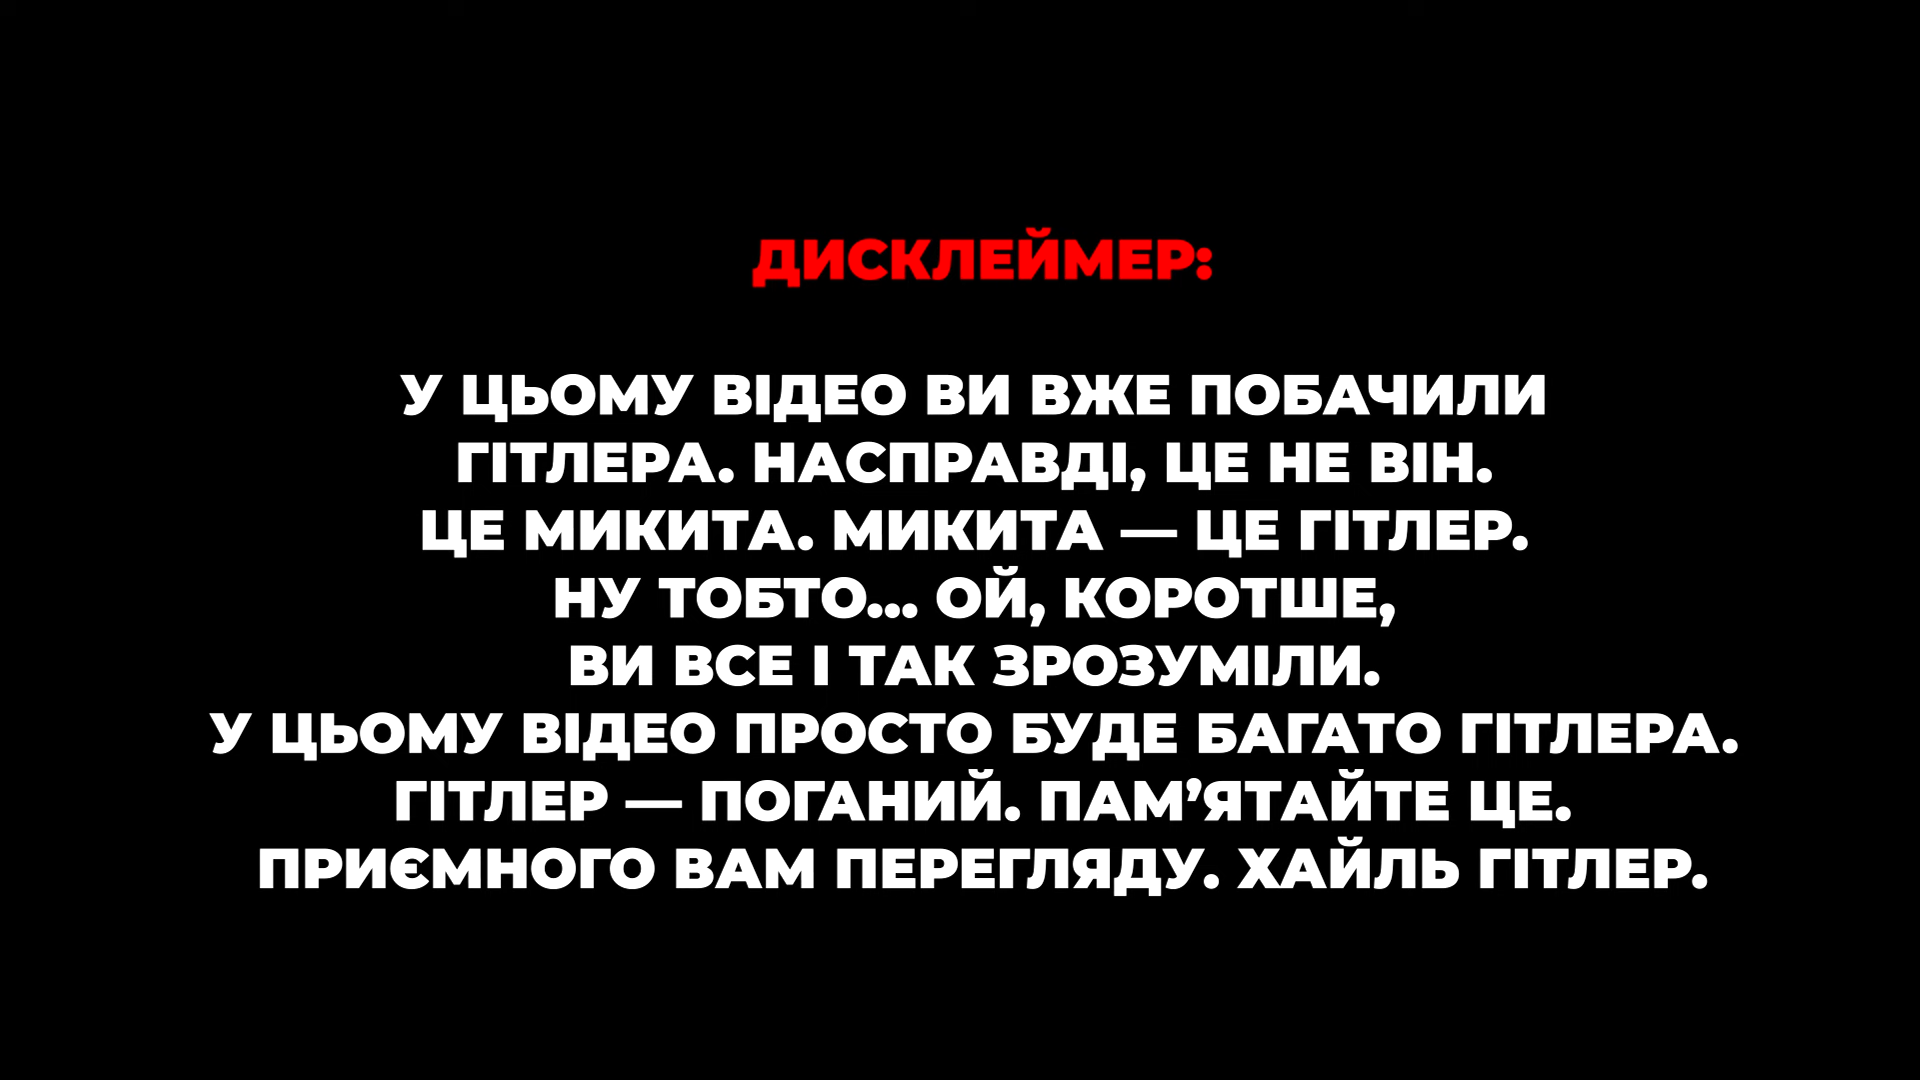 ДИСКЛЕЙМЕР:
У ЦЬОМУ ВІДЕО ВИ ВЖЕ ПОБАЧИЛИ
ГІТЛЕРА. НАСПРАВДІ, ЦЕ НЕ ВІН.
ЦЕ МИКИТА. МИКИТА — ЦЕ ГІТЛЕР.
НУ ТОБТО... ОЙ, КОРОТШЕ,
ВИ ВСЕ І ТАК ЗРОЗУМІЛИ.
У ЦЬОМУ ВІДЕО ПРОСТО БУДЕ БАГАТО ГІТЛЕРА.
ГІТЛЕР — ПОГАНИЙ. ПАМ’ЯТАЙТЕ ЦЕ.
ПРИЄМНОГО ВАМ ПЕРЕГЛЯДУ. ХАЙЛЬ ГІТЛЕР.